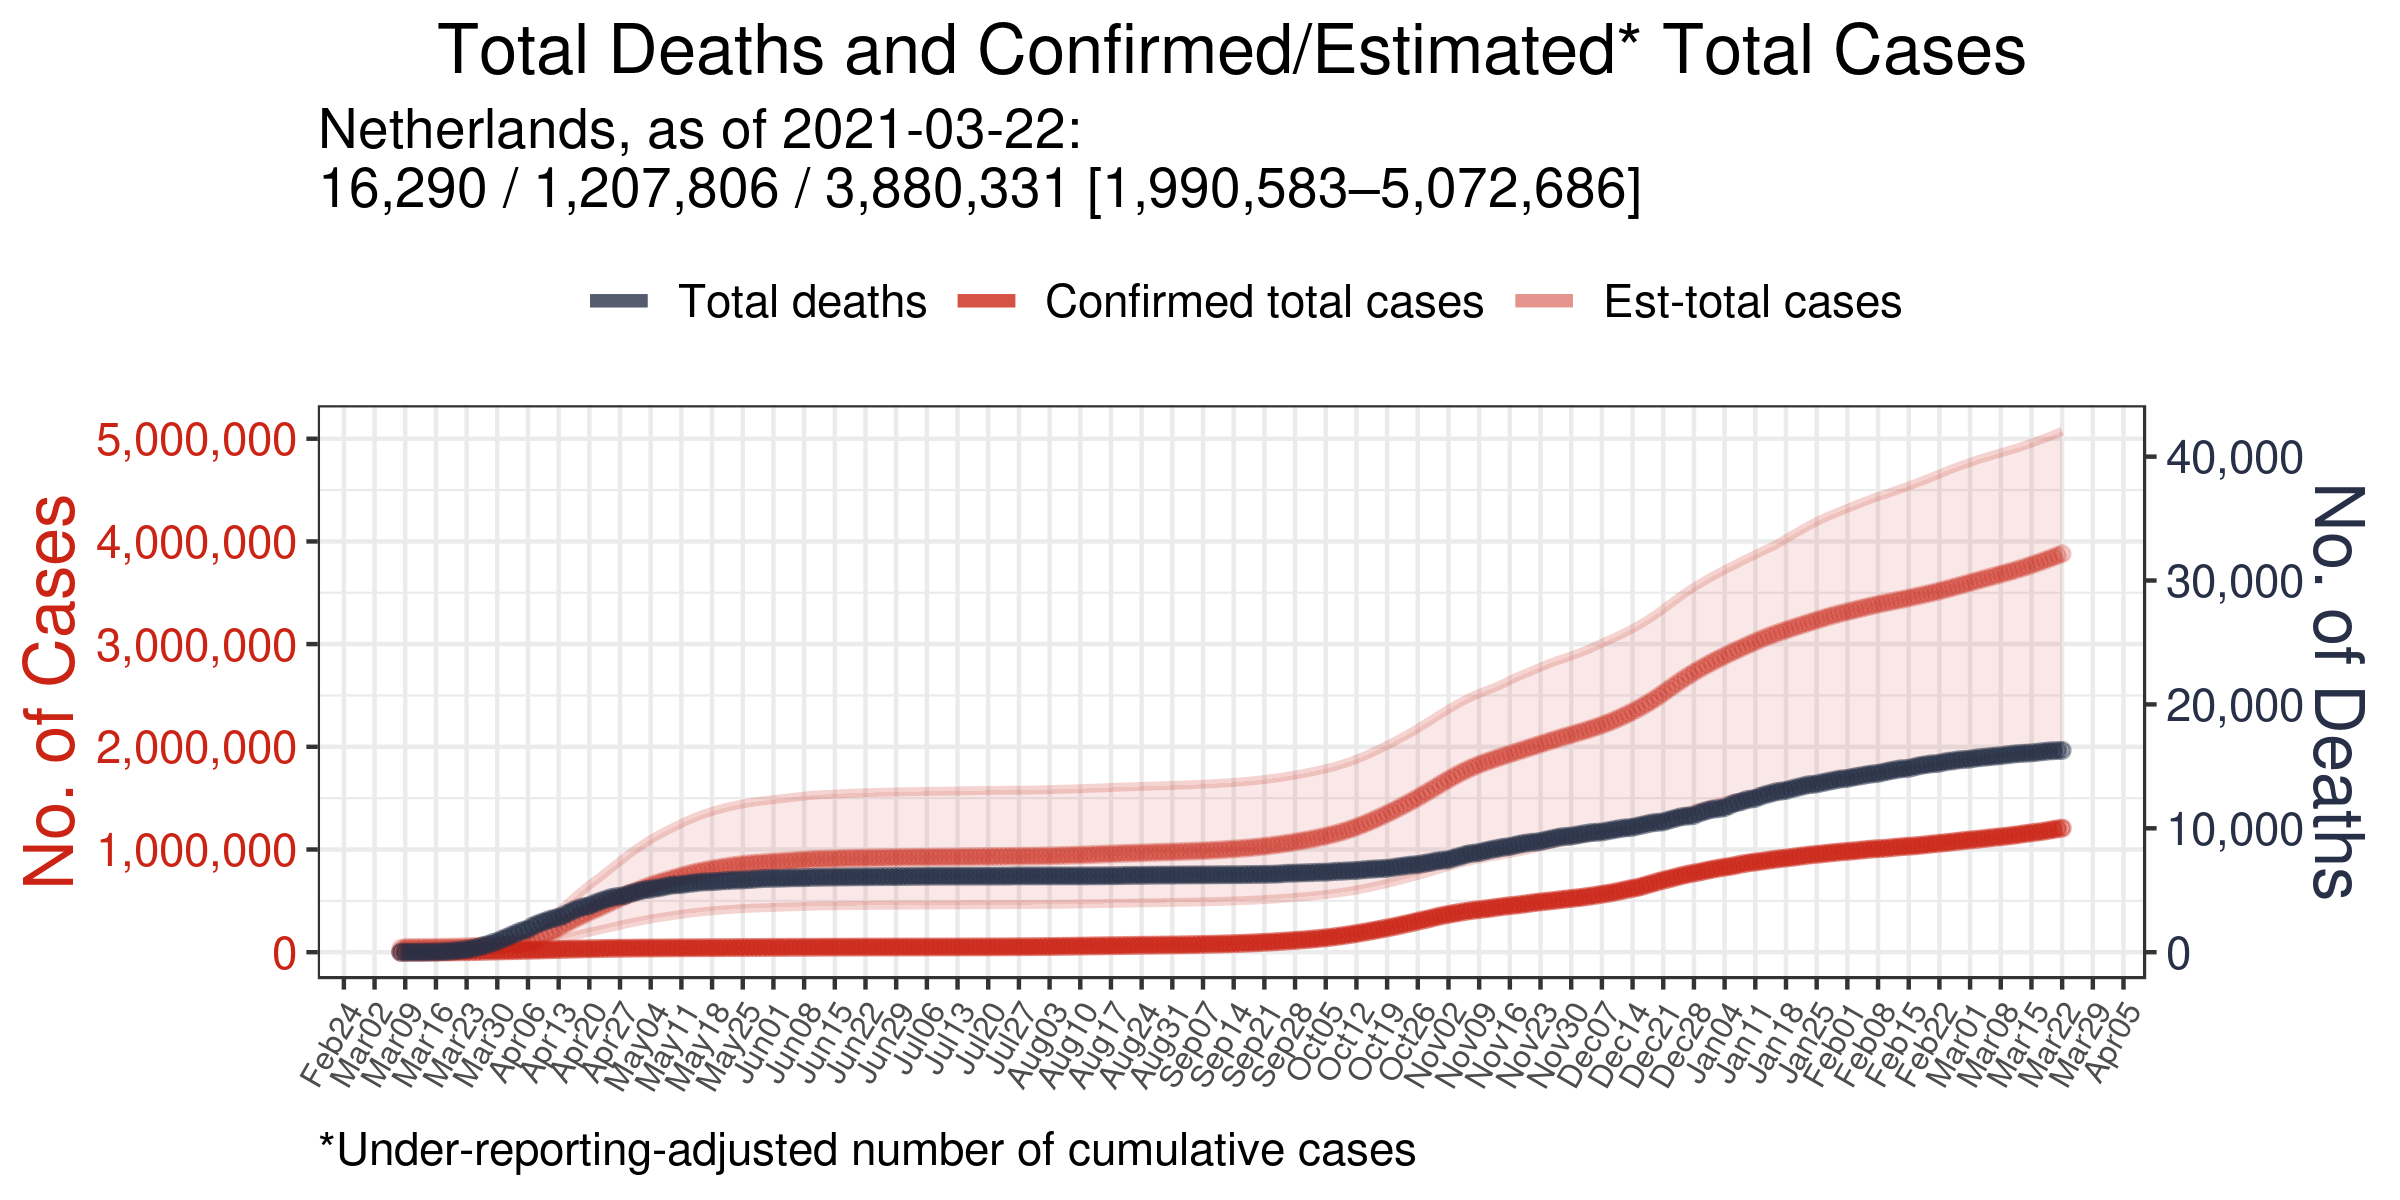 Total Deaths and Confirmed/Estimated* Total Cases
Netherlands, as of 2021-03-22:
16,290 / 1,207,806 / 3,880,331 [1,990,583–5,072,686]
Total deaths
Confirmed total cases
Est-total cases
No. of Cases
5,000,000
4,000,000
3,000,000
2,000,000
1,000,000
0
40,000
30,000
20,000
10,000
0
No. of Deaths
Feb24
Mar02
Mar09
Mar16
Mar23
Mar30
Apr06
Apr13
Apr20
Apr27
May04
May11
May18
May25
Jun01
Jun08
Jun15
Jun22
Jun29
Jul06
Jul13
Jul20
Jul27
Aug03
Aug10
Aug17
Aug24
Aug31
Sep07
Sep14
Sep21
Sep28
Oct05
Oct12
Oct19
Oct26
Nov02
Nov09
Nov16
Nov23
Nov30
Dec07
Dec14
Dec21
Dec28
Jan04
Jan11
Jan18
Jan25
Feb01
Feb08
Feb15
Feb22
Mar01
Mar08
Mar15
Mar22
Mar29
Apr05
*Under-reporting-adjusted number of cumulative cases